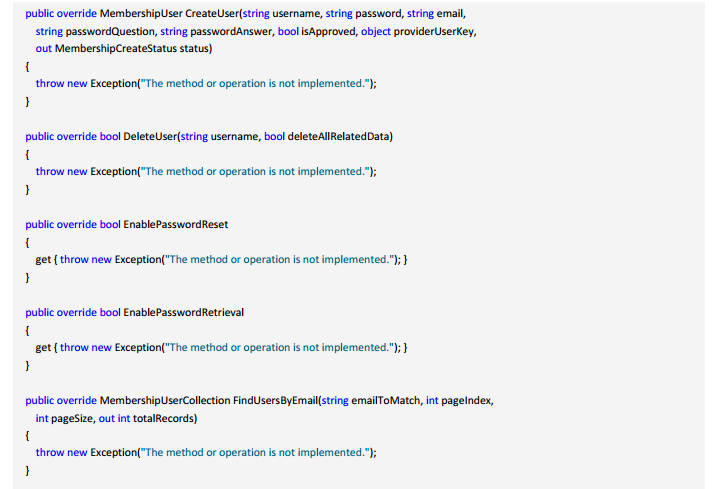 public override MembershipUser CreateUser(string username, string password, string email,
string passwordQuestion, string passwordAnswer, bool isApproved, object providerUserKey,
out MembershipCreateStatus status)
{
throw new Exception("The method or operation is not implemented.");
}
public override bool DeleteUser(string username, bool deleteAllRelatedData)
{
throw new Exception("The method or operation is not implemented.");
}
public override bool EnablePasswordReset
{
get { throw new Exception("The method or operation is not implemented."); }
}
public override bool EnablePasswordRetrieval
{
get { throw new Exception("The method or operation is not implemented."); }
}
public override MembershipUserCollection FindUsersByEmail(string emailToMatch, int pageIndex,
int pageSize, out int totalRecords)
{
throw new Exception("The method or operation is not implemented.");
}